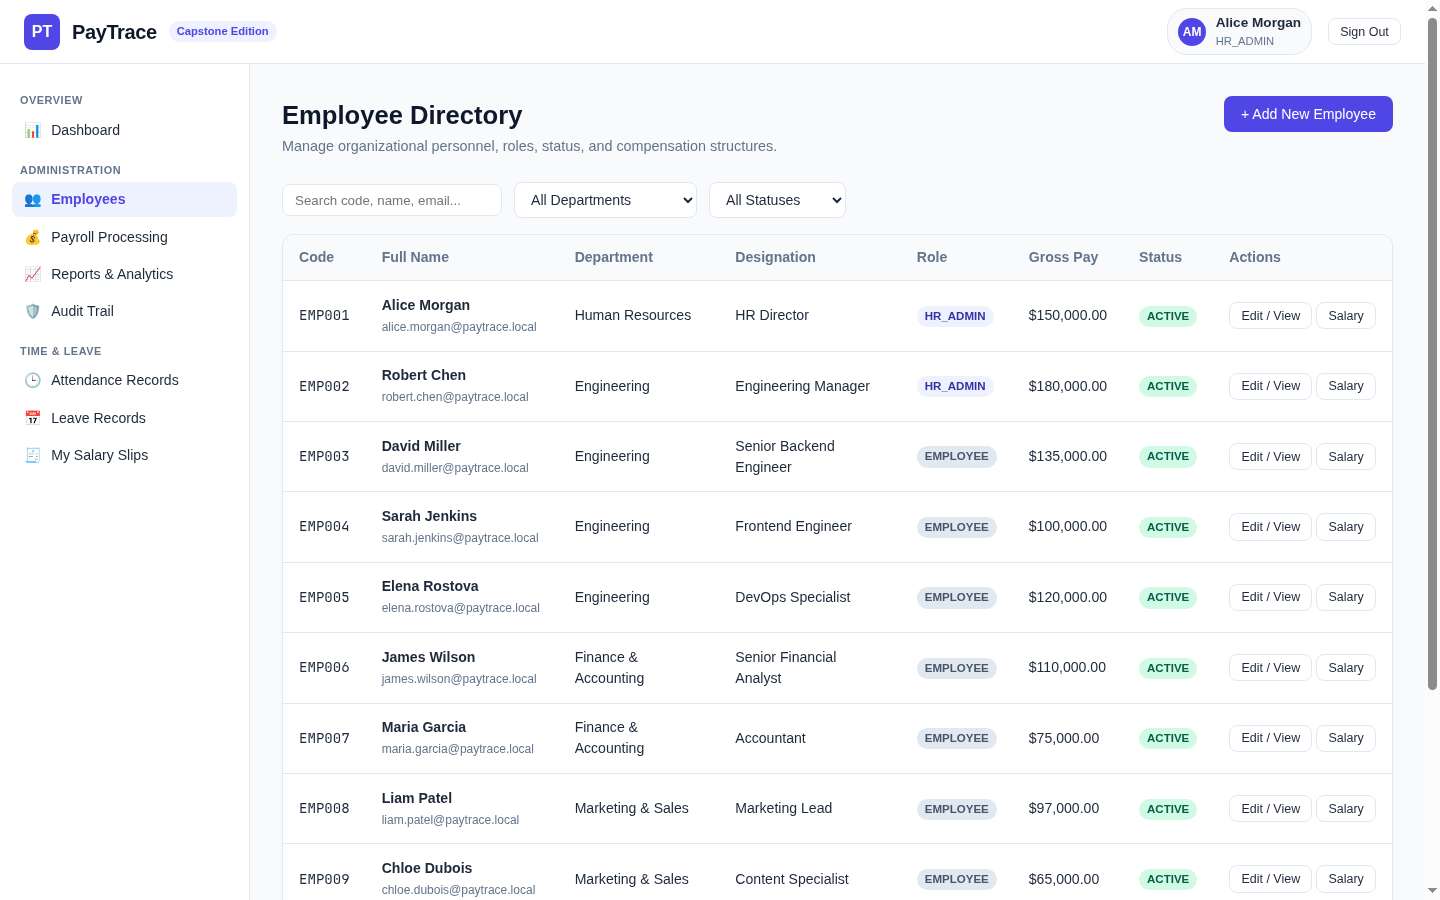 PT PayTrace Capstone Edition
AM Alice Morgan
HR_ADMIN
Sign Out
OVERVIEW
Dashboard
ADMINISTRATION
Employees
Payroll Processing
Reports & Analytics
Audit Trail
TIME & LEAVE
Attendance Records
Leave Records
My Salary Slips
Employee Directory
Manage organizational personnel, roles, status, and compensation structures.
+ Add New Employee
Search code, name, email... All Departments All Statuses
Code Full Name Department Designation Role Gross Pay Status Actions
EMP001 Alice Morgan
alice.morgan@paytrace.local
Human Resources HR Director HR_ADMIN $150,000.00 ACTIVE Edit / View Salary
EMP002 Robert Chen
robert.chen@paytrace.local
Engineering Engineering Manager HR_ADMIN $180,000.00 ACTIVE Edit / View Salary
EMP003 David Miller
david.miller@paytrace.local
Engineering Senior Backend
Engineer
EMPLOYEE $135,000.00 ACTIVE Edit / View Salary
EMP004 Sarah Jenkins
sarah.jenkins@paytrace.local
Engineering Frontend Engineer EMPLOYEE $100,000.00 ACTIVE Edit / View Salary
EMP005 Elena Rostova
elena.rostova@paytrace.local
Engineering DevOps Specialist EMPLOYEE $120,000.00 ACTIVE Edit / View Salary
EMP006 James Wilson
james.wilson@paytrace.local
Finance &
Accounting
Senior Financial
Analyst
EMPLOYEE $110,000.00 ACTIVE Edit / View Salary
EMP007 Maria Garcia
maria.garcia@paytrace.local
Finance &
Accounting
Accountant EMPLOYEE $75,000.00 ACTIVE Edit / View Salary
EMP008 Liam Patel
liam.patel@paytrace.local
Marketing & Sales Marketing Lead EMPLOYEE $97,000.00 ACTIVE Edit / View Salary
EMP009 Chloe Dubois
chloe.dubois@paytrace.local
Marketing & Sales Content Specialist EMPLOYEE $65,000.00 ACTIVE Edit / View Salary